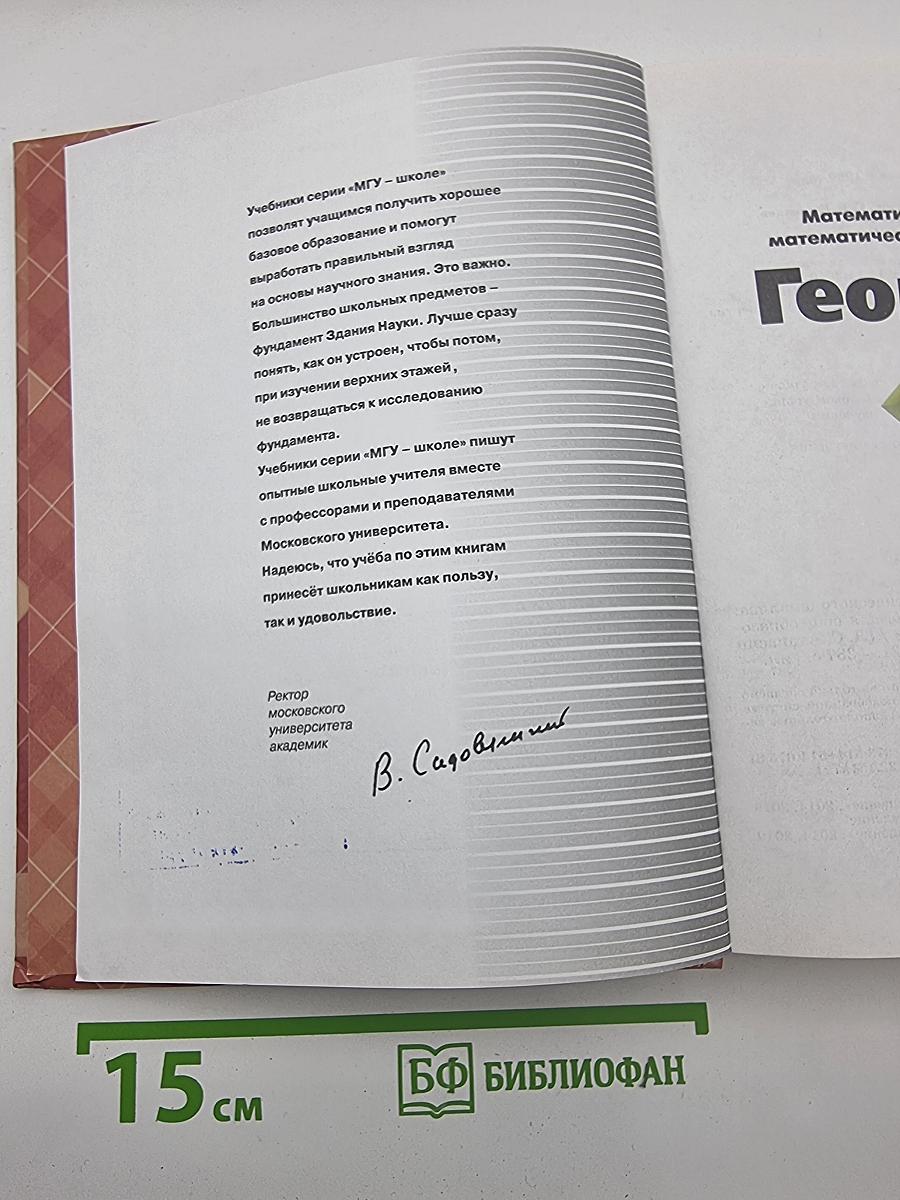 Учебники серии «МГУ – школе»
позволят учащимся получить хорошее
базовое образование и помогут
выработать правильный взгляд
на основы научного знания. Это важно.
Большинство школьных предметов –
фундамент Здания Науки. Лучше сразу
понять, как он устроен, чтобы потом,
при изучении верхних этажей,
не возвращаться к исследованию
фундамента.
Учебники серии «МГУ – школе» пишут
опытные школьные учителя вместе
с профессорами и преподавателями
Московского университета.
Надеюсь, что учёба по этим книгам
принесёт школьникам как пользу,
так и удовольствие.
Ректор
московского
университета
академик
В. Садовничий
Математи
математичес
Гео
15 см
БФ БИБЛИОФАН